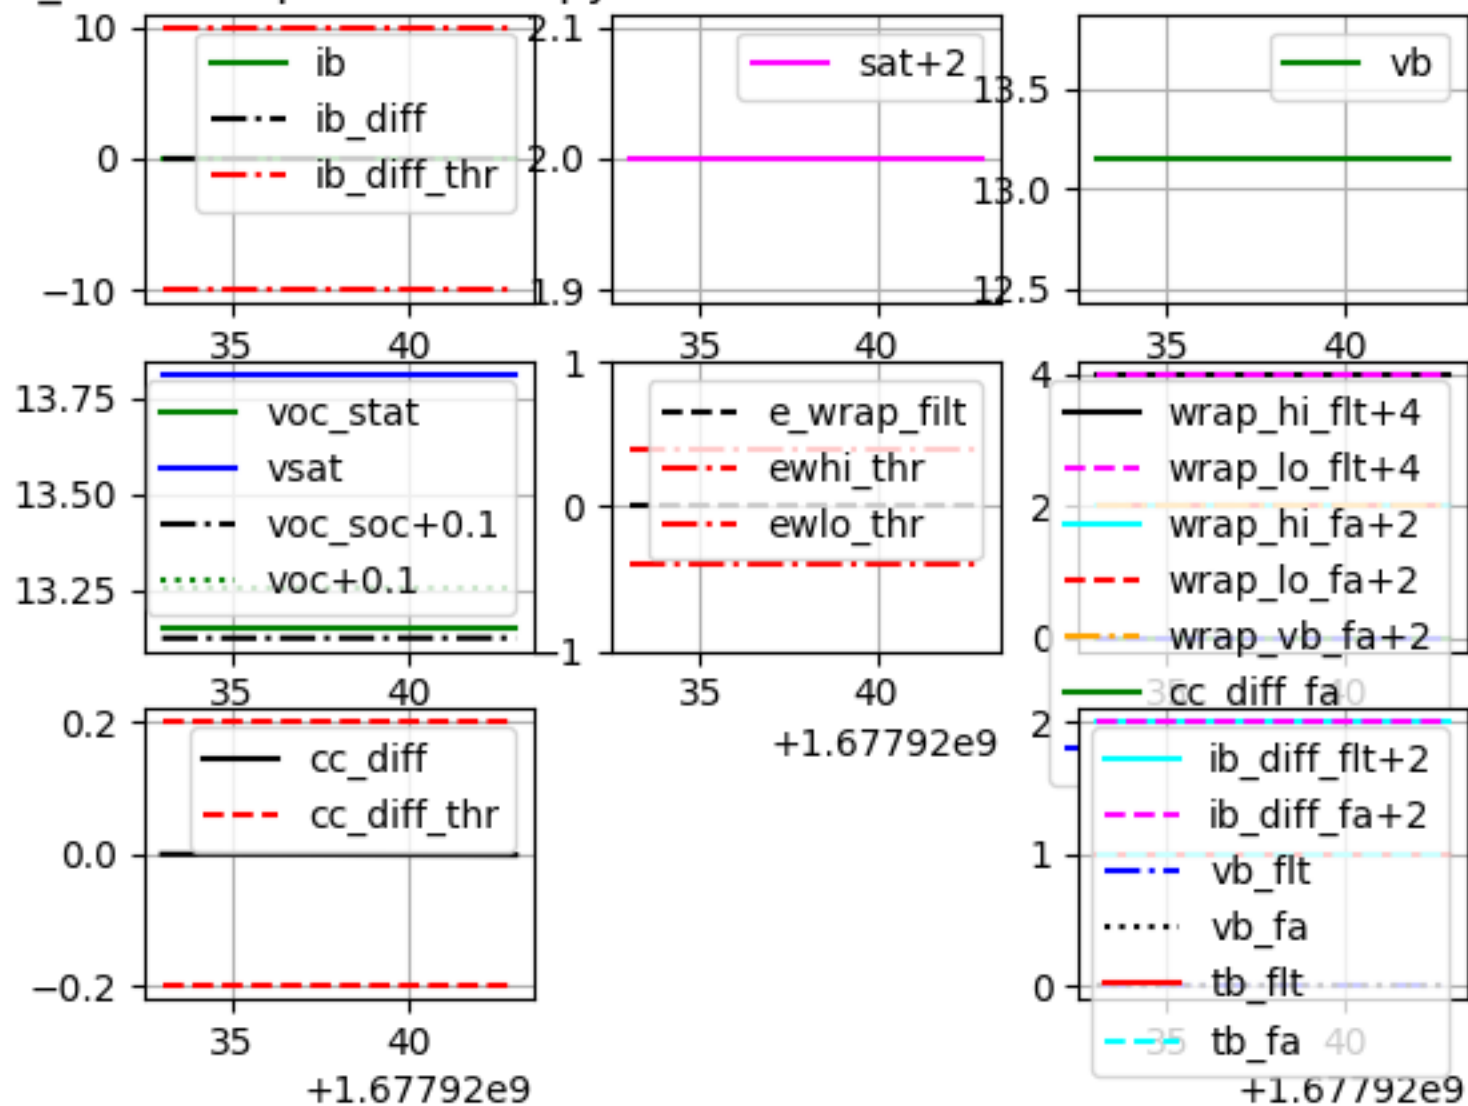 10
0
−10
35
40
ib
ib_diff
ib_diff_thr
2.1
2.0
1.9
35
40
sat+2
13.5
13.0
12.5
35
40
vb
13.75
13.50
13.25
35
40
voc_stat
vsat
voc_soc+0.1
voc+0.1
1
0
−1
35
40
+1.67792e9
e_wrap_filt
ewhi_thr
ewlo_thr
4
2
0
35
40
wrap_hi_flt+4
wrap_lo_flt+4
wrap_hi_fa+2
wrap_lo_fa+2
wrap_vb_fa+2
cc_diff_fa
0.2
0.0
−0.2
35
40
+1.67792e9
cc_diff
cc_diff_thr
2
1
0
35
40
+1.67792e9
ib_diff_flt+2
ib_diff_fa+2
vb_flt
vb_fa
tb_flt
tb_fa